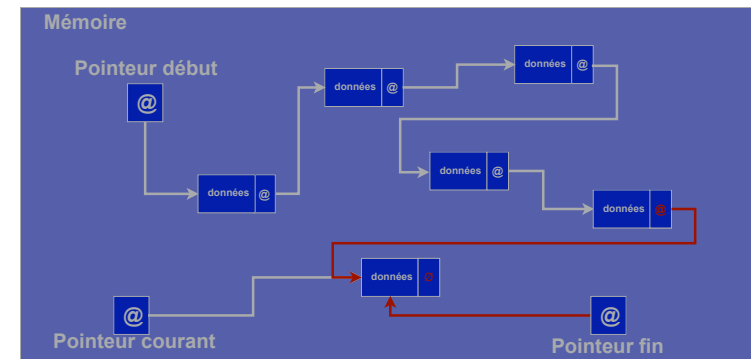 Mémoire
Pointeur début
@
données @
données @
données @
données @
données @
données Ø
@
Pointeur courant
@
Pointeur fin